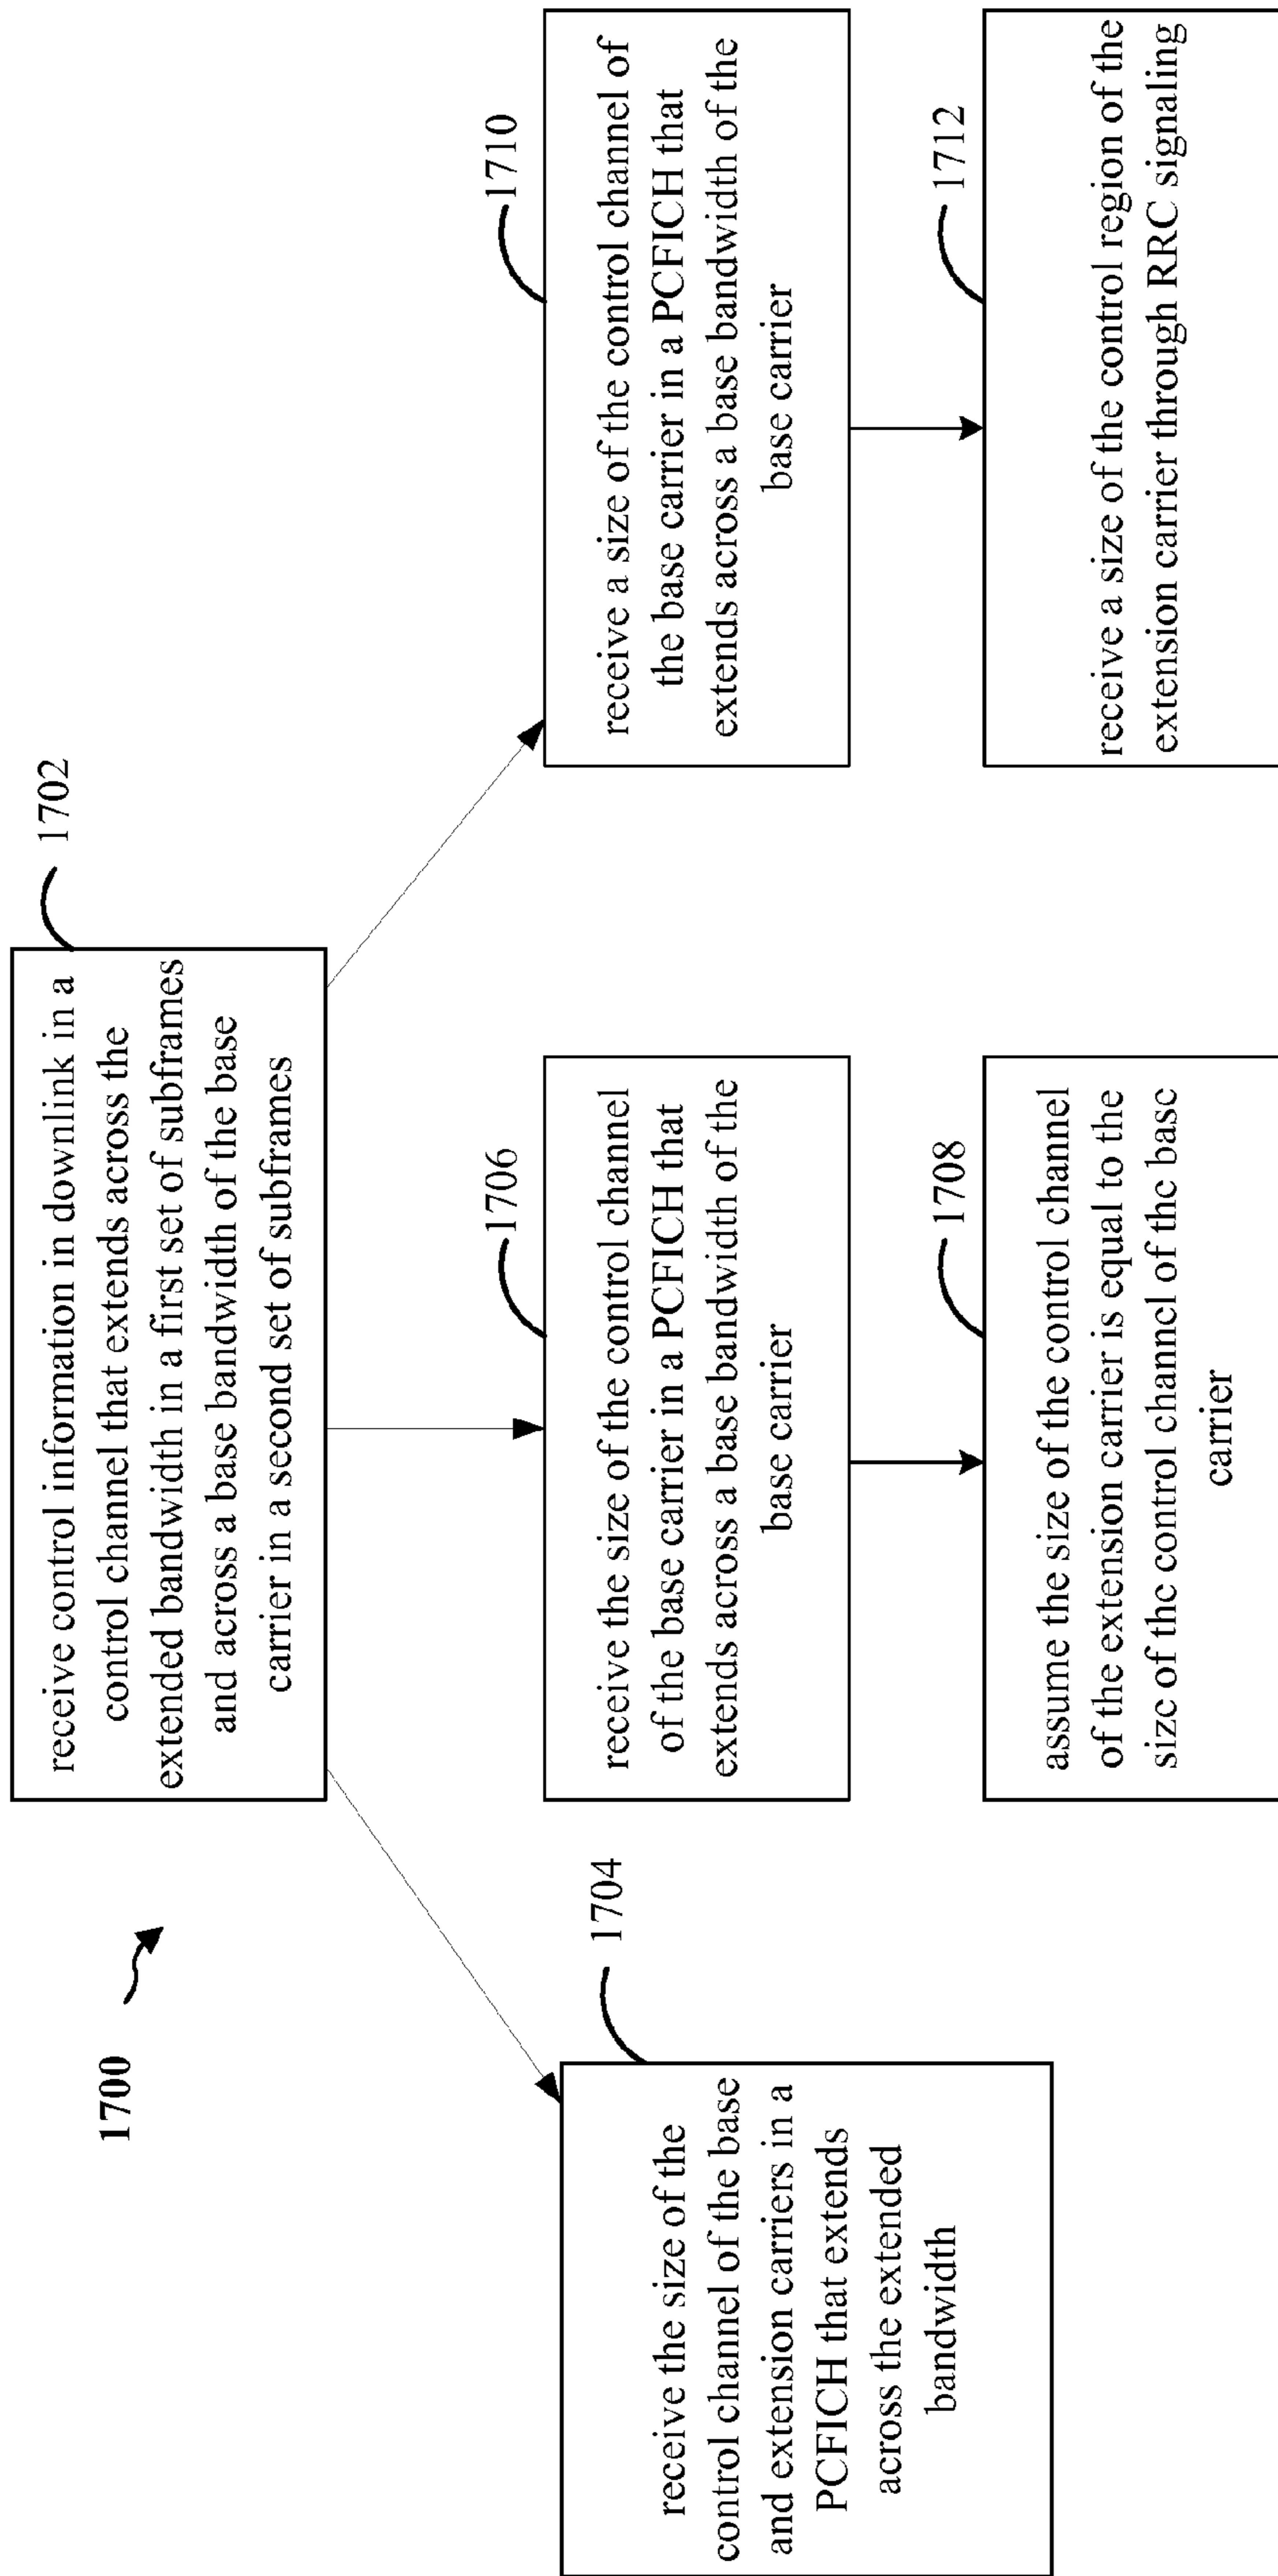 1700
1702
receive control information in downlink in a
control channel that extends across the
extended bandwidth in a first set of subframes
and across a base bandwidth of the base
carrier in a second set of subframes
1704
receive the size of the
control channel of the base
and extension carriers in a
PCFICH that extends
across the extended
bandwidth
1706
receive the size of the control channel
of the base carrier in a PCFICH that
extends across a base bandwidth of the
base carrier
1708
assume the size of the control channel
of the extension carrier is equal to the
size of the control channel of the base
carrier
1710
receive a size of the control channel of
the base carrier in a PCFICH that
extends across a base bandwidth of the
base carrier
1712
receive a size of the control region of the
extension carrier through RRC signaling